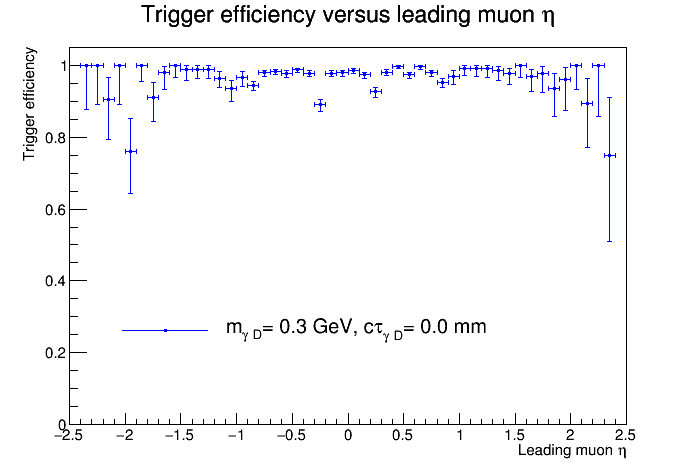 Trigger efficiency versus leading muon η
Trigger efficiency
1
0.8
0.6
0.4
0.2
0
m_{γ D}= 0.3 GeV, cτ_{γ D}= 0.0 mm
−2.5 −2 −1.5 −1 −0.5 0 0.5 1 1.5 2 2.5
Leading muon η